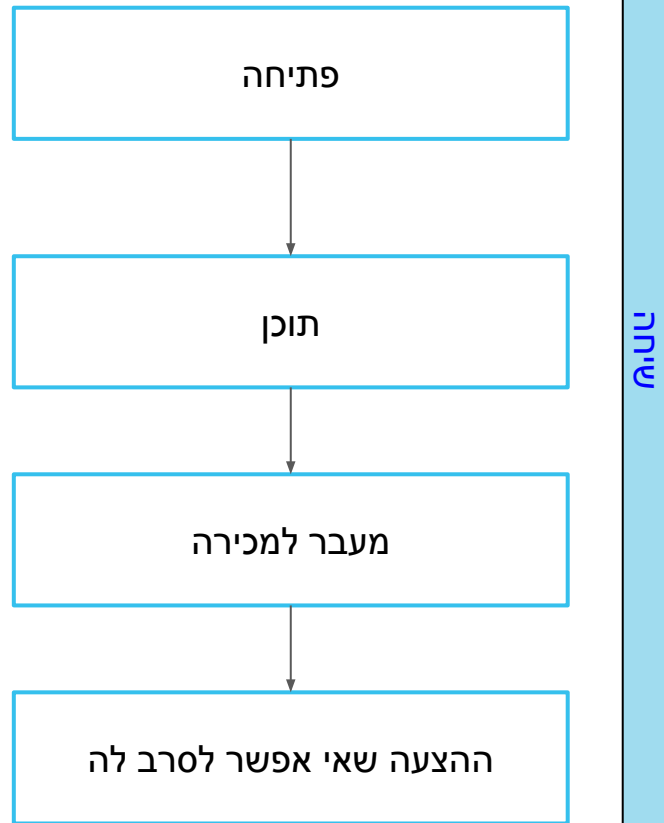 פתיחה
תוכן
מעבר למכירה
ההצעה שאי אפשר לסרב לה
שיחה